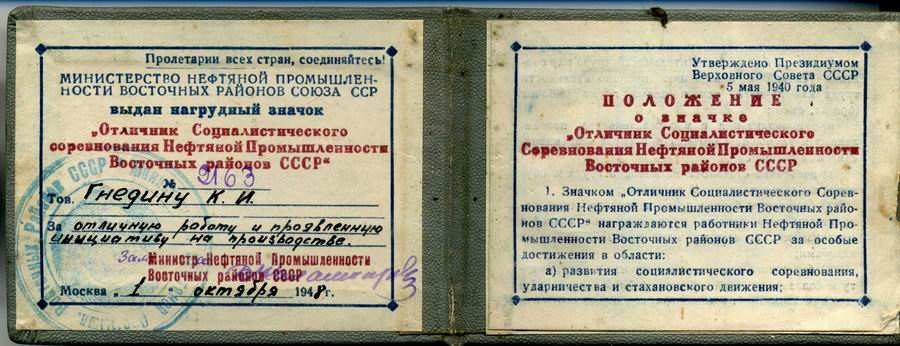 Пролетарии всех стран, соединяйтесь!
МИНИСТЕРСТВО НЕФТЯНОЙ ПРОМЫШЛЕН-
НОСТИ ВОСТОЧНЫХ РАЙОНОВ СОЮЗА ССР
выдан нагрудный значок
„Отличник Социалистического
соревнования Нефтяной Промышленности
Восточных районов СССР“
№ 2163
Тов. Гнедину К. И.
За отличную работу и проявленную
инициативу на производстве.
Зам. Министра Нефтяной Промышленности
Восточных районов СССР
Москва „1 октября 1948 г.
Утверждено Президиумом
Верховного Совета СССР
5 мая 1940 года
ПОЛОЖЕНИЕ
о значке
„Отличник Социалистического
Соревнования Нефтяной Промышленности
Восточных районов СССР
1. Значком „Отличник Социалистического Сорев-
нования Нефтяной Промышленности Восточных райо-
нов СССР“ награждаются работники Нефтяной Про-
мышленности Восточных районов СССР за особые
достижения в области:
а) развития социалистического соревнования,
ударничества и стахановского движения;